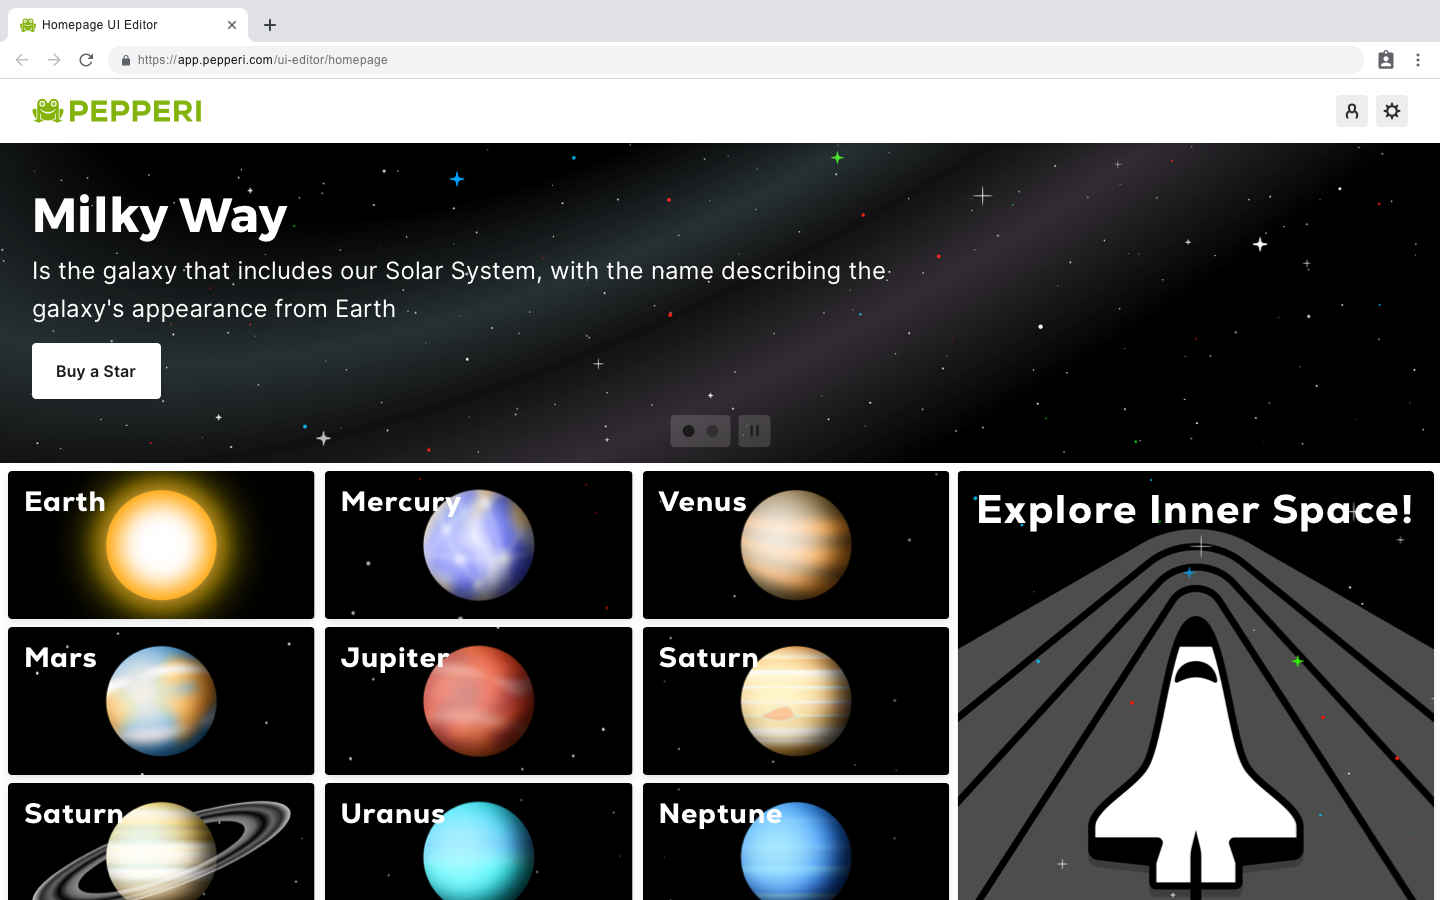 Homepage UI Editor
https://app.pepperi.com/ui-editor/homepage
PEPPERI
Milky Way
Is the galaxy that includes our Solar System, with the name describing the
galaxy's appearance from Earth
Buy a Star
Earth
Mercury
Venus
Explore Inner Space!
Mars
Jupiter
Saturn
Saturn
Uranus
Neptune